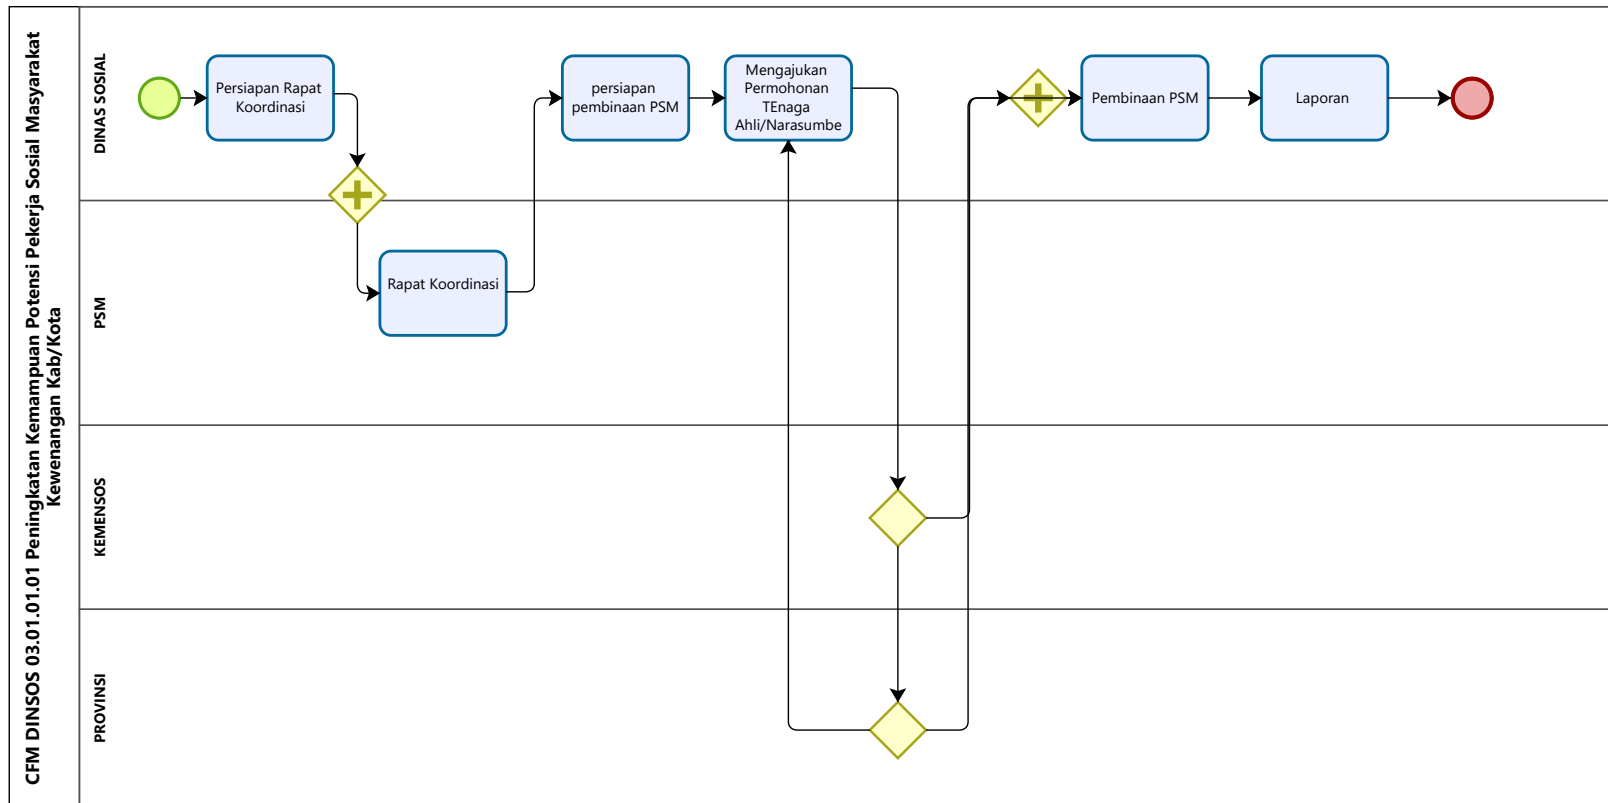 CFM DINSOS 03.01.01.01 Peningkatan Kemampuan Potensi Pekerja Sosial Masyarakat
Kewenangan Kab/Kota
DINAS SOSIAL
Persiapan Rapat
Koordinasi
persiapan
pembinaan PSM
Mengajukan
Permohonan
TEnaga
Ahli/Narasumbe
Pembinaan PSM
Laporan
PSM
Rapat Koordinasi
KEMENSOS
PROVINSI